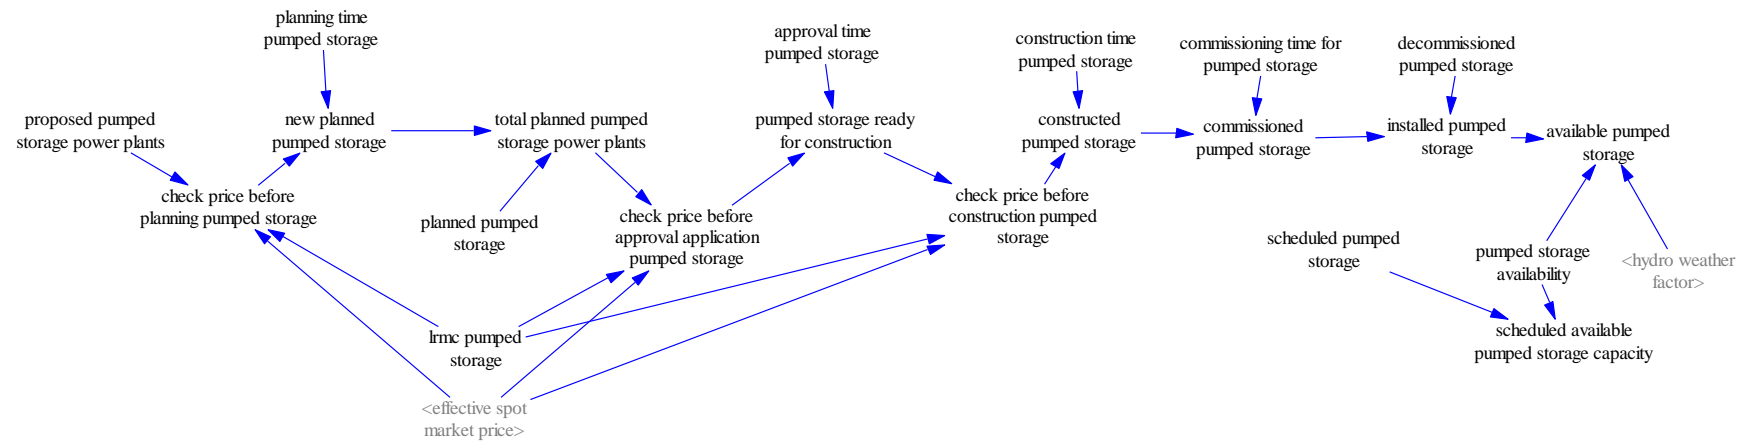 planning time
pumped storage
approval time
pumped storage
construction time
pumped storage
commissioning time for
pumped storage
decommissioned
pumped storage
proposed pumped
storage power plants
new planned
pumped storage
total planned pumped
storage power plants
pumped storage ready
for construction
constructed
pumped storage
commissioned
pumped storage
installed pumped
storage
available pumped
storage
check price before
planning pumped storage
planned pumped
storage
check price before
approval application
pumped storage
check price before
construction pumped
storage
scheduled pumped
storage
pumped storage
availability
<hydro weather
factor>
lrmc pumped
storage
scheduled available
pumped storage capacity
<effective spot
market price>